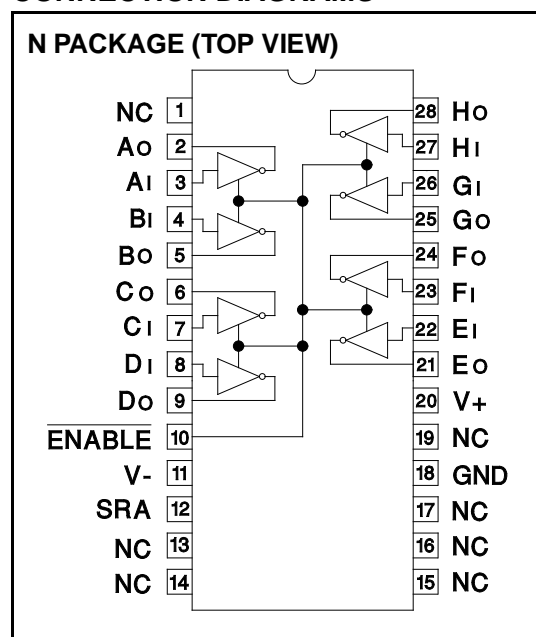 N PACKAGE (TOP VIEW)
NC 1
AO 2
AI 3
BI 4
BO 5
CO 6
CI 7
DI 8
DO 9
ENABLE 10
V- 11
SRA 12
NC 13
NC 14
28 HO
27 HI
26 GI
25 GO
24 FO
23 FI
22 EI
21 EO
20 V+
19 NC
18 GND
17 NC
16 NC
15 NC